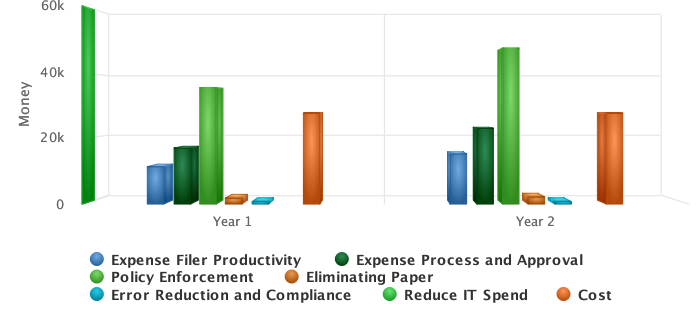 60k
40k
20k
0
Money
Year 1
Year 2
Expense Filer Productivity
Expense Process and Approval
Policy Enforcement
Eliminating Paper
Error Reduction and Compliance
Reduce IT Spend
Cost